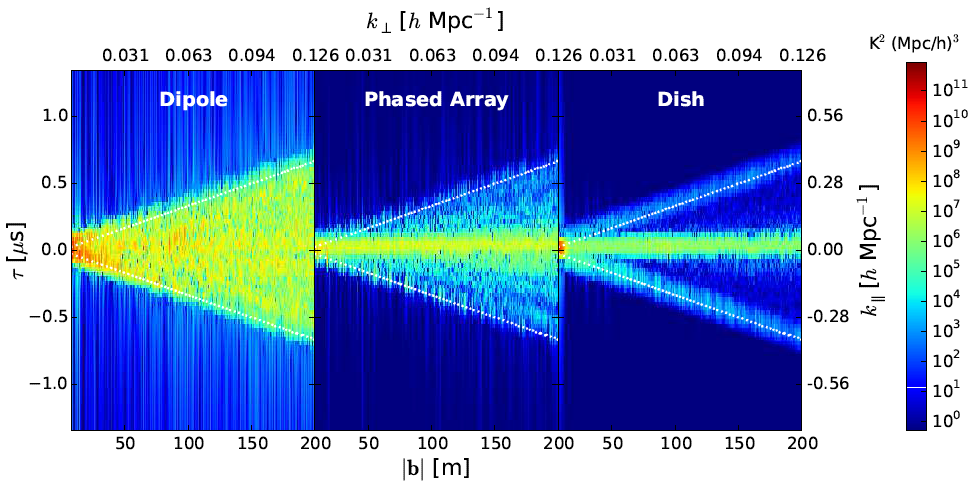 k⊥ [h Mpc⁻¹]
0.031 0.063 0.094 0.126 0.031 0.063 0.094 0.126 0.031 0.063 0.094 0.126
K² (Mpc/h)³
Dipole Phased Array Dish
1.0 0.5 0.0 −0.5 −1.0
τ [μs]
0.56 0.28 0.00 -0.28 -0.56
k∥ [h Mpc⁻¹]
10¹¹
10¹⁰
10⁹
10⁸
10⁷
10⁶
10⁵
10⁴
10³
10²
10¹
10⁰
50 100 150 200 50 100 150 200 50 100 150 200
|b| [m]